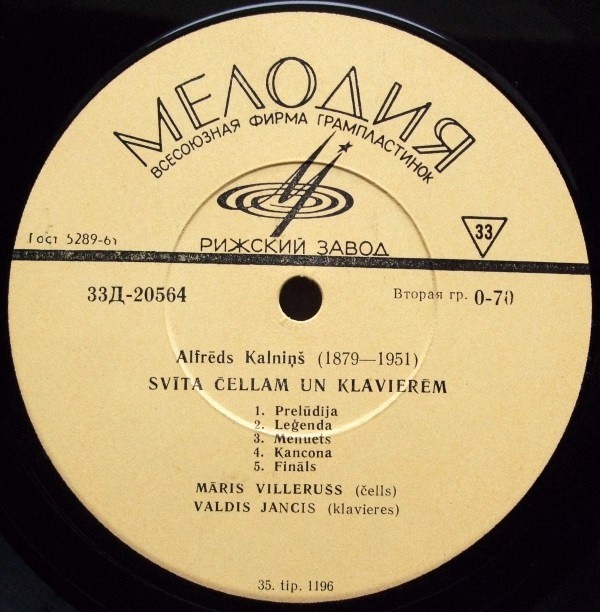 МЕЛОДИЯ
ВСЕСОЮЗНАЯ ФИРМА ГРАМПЛАСТИНОК
Гост 5289-61
РИЖСКИЙ ЗАВОД
33
33Д-20564
Вторая гр. 0-70
Alfrēds Kalniņš (1879—1951)
SVĪTA ČELLAM UN KLAVIERĒM
1. Prelūdija
2. Leģenda
3. Menuets
4. Kancona
5. Fināls
MĀRIS VILLERUŠS (čells)
VALDIS JANCIS (klavieres)
35. tip. 1196